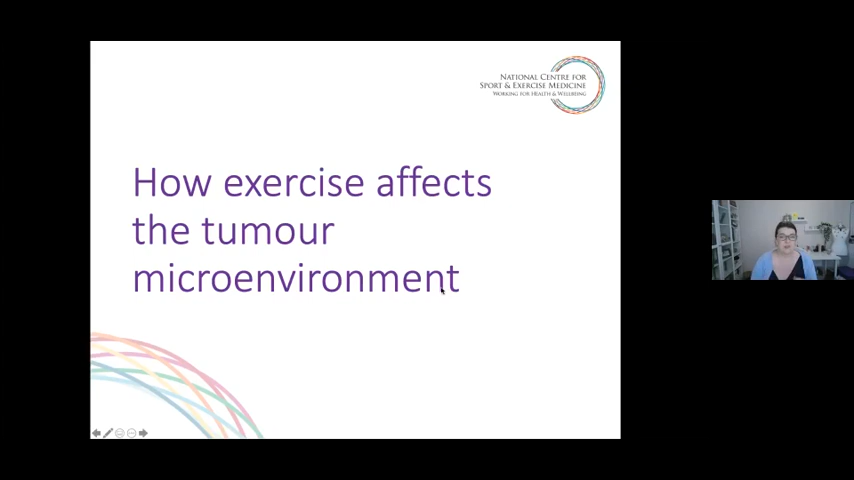 NATIONAL CENTRE FOR
SPORT & EXERCISE MEDICINE
WORKING FOR HEALTH & WELLBEING
How exercise affects
the tumour
microenvironment